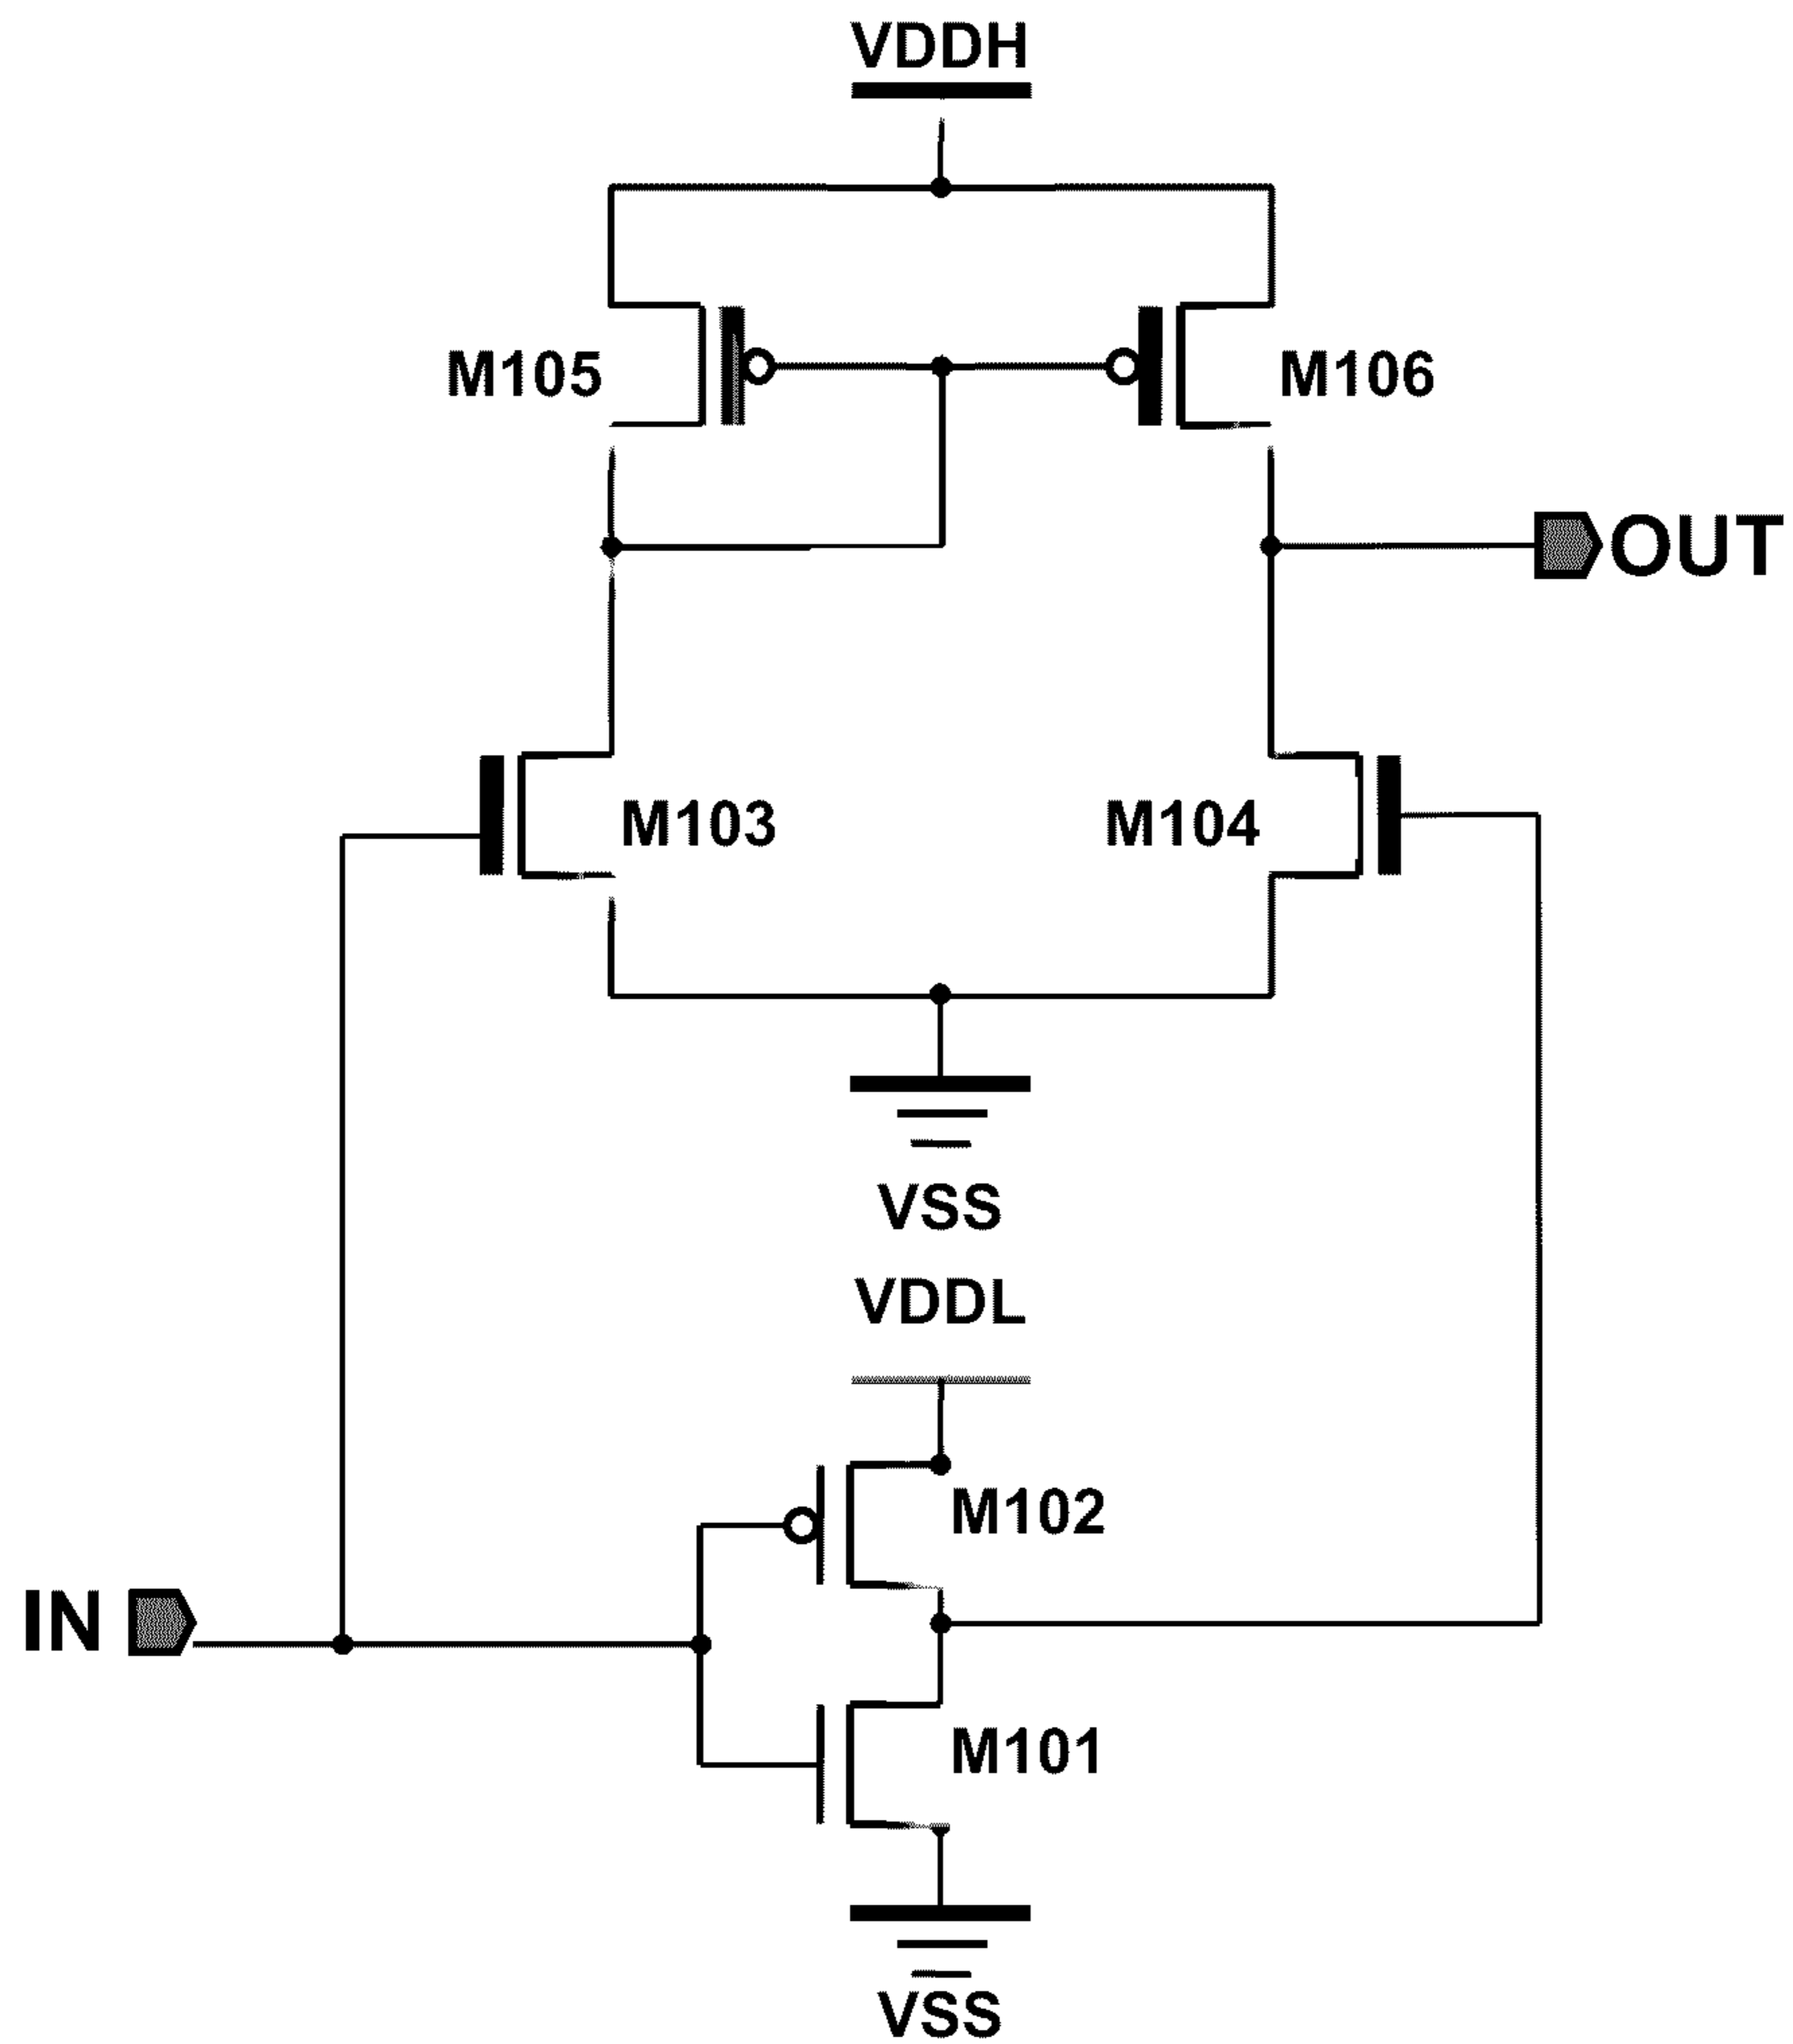 VDDH
M105
M106
OUT
M103
M104
VSS
VDDL
M102
IN
M101
VSS